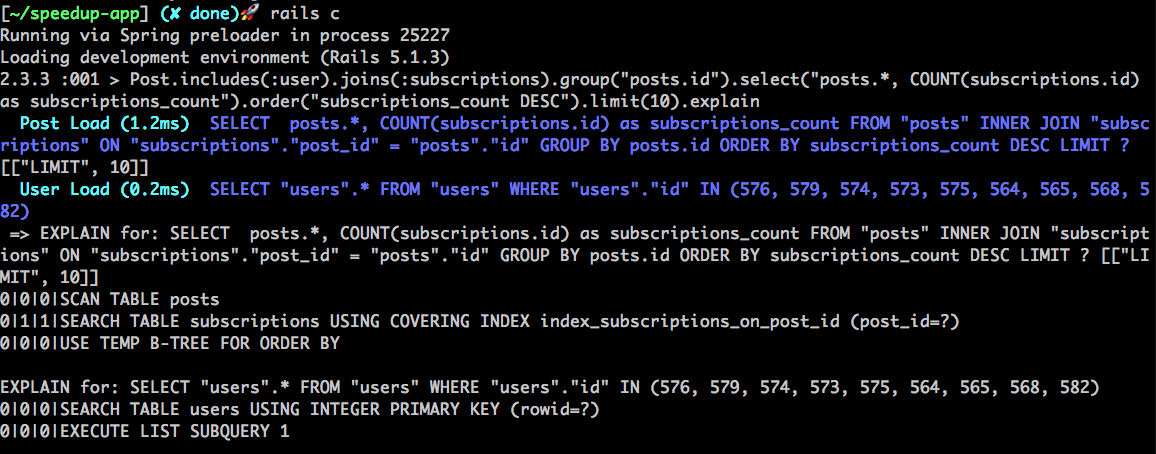 [~/speedup-app] (✘ done)🚀 rails c
Running via Spring preloader in process 25227
Loading development environment (Rails 5.1.3)
2.3.3 :001 > Post.includes(:user).joins(:subscriptions).group("posts.id").select("posts.*, COUNT(subscriptions.id)
as subscriptions_count").order("subscriptions_count DESC").limit(10).explain
  Post Load (1.2ms)  SELECT  posts.*, COUNT(subscriptions.id) as subscriptions_count FROM "posts" INNER JOIN "subsc
riptions" ON "subscriptions"."post_id" = "posts"."id" GROUP BY posts.id ORDER BY subscriptions_count DESC LIMIT ?
[["LIMIT", 10]]
  User Load (0.2ms)  SELECT "users".* FROM "users" WHERE "users"."id" IN (576, 579, 574, 573, 575, 564, 565, 568, 5
82)
 => EXPLAIN for: SELECT  posts.*, COUNT(subscriptions.id) as subscriptions_count FROM "posts" INNER JOIN "subscript
ions" ON "subscriptions"."post_id" = "posts"."id" GROUP BY posts.id ORDER BY subscriptions_count DESC LIMIT ? [["LI
MIT", 10]]
0|0|0|SCAN TABLE posts
0|1|1|SEARCH TABLE subscriptions USING COVERING INDEX index_subscriptions_on_post_id (post_id=?)
0|0|0|USE TEMP B-TREE FOR ORDER BY

EXPLAIN for: SELECT "users".* FROM "users" WHERE "users"."id" IN (576, 579, 574, 573, 575, 564, 565, 568, 582)
0|0|0|SEARCH TABLE users USING INTEGER PRIMARY KEY (rowid=?)
0|0|0|EXECUTE LIST SUBQUERY 1